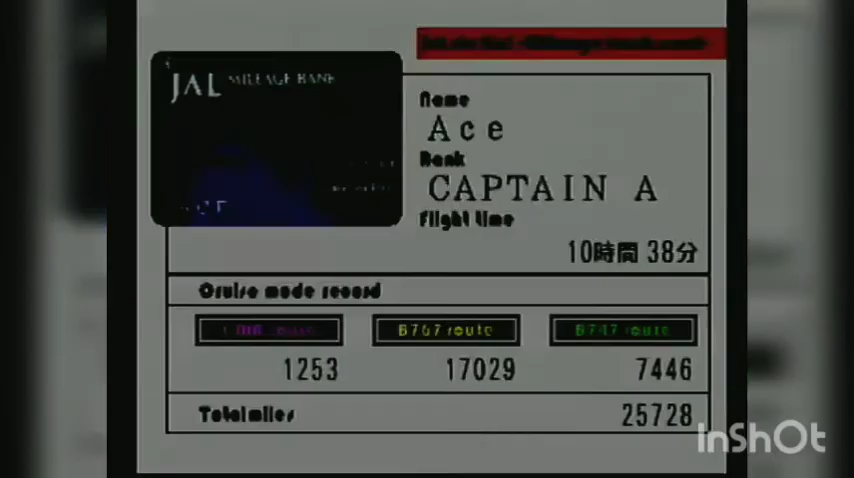 JAL MILEAGE BANK
Name
Ace
Rank
CAPTAIN A
Flight time
10時間 38分
Cruise mode record
B767 route
B747 route
1253
17029
7446
Total miles
25728
InShOt